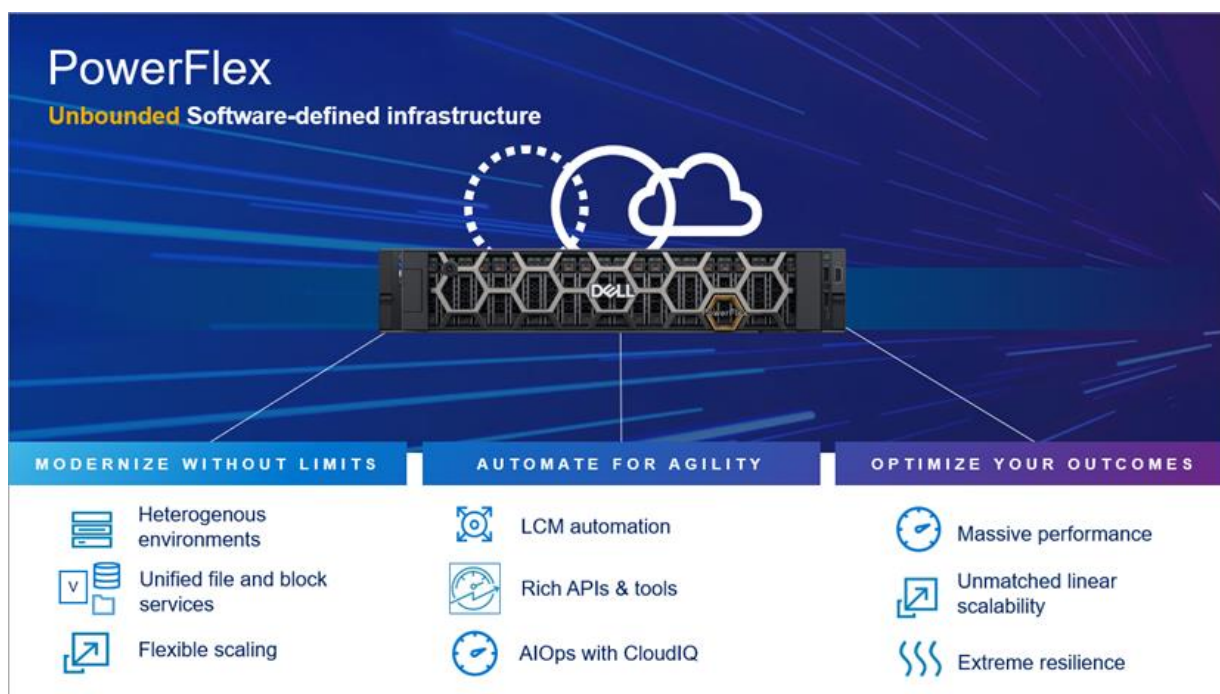 PowerFlex
Unbounded Software-defined infrastructure
DELL
PowerFlex
MODERNIZE WITHOUT LIMITS
Heterogenous
environments
V
Unified file and block
services
Flexible scaling
AUTOMATE FOR AGILITY
LCM automation
Rich APIs & tools
AIOps with CloudIQ
OPTIMIZE YOUR OUTCOMES
Massive performance
Unmatched linear
scalability
Extreme resilience